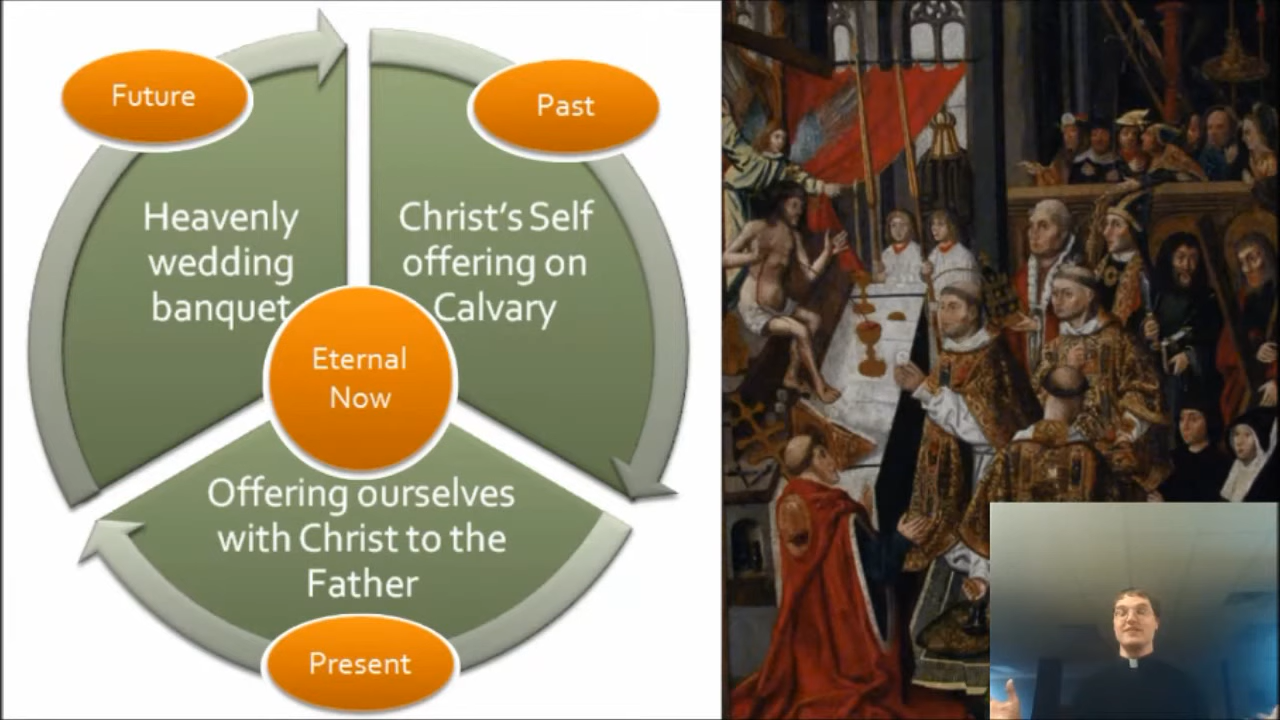 Future
Past
Heavenly
wedding
banquet
Christ's Self
offering on
Calvary
Eternal
Now
Offering ourselves
with Christ to the
Father
Present